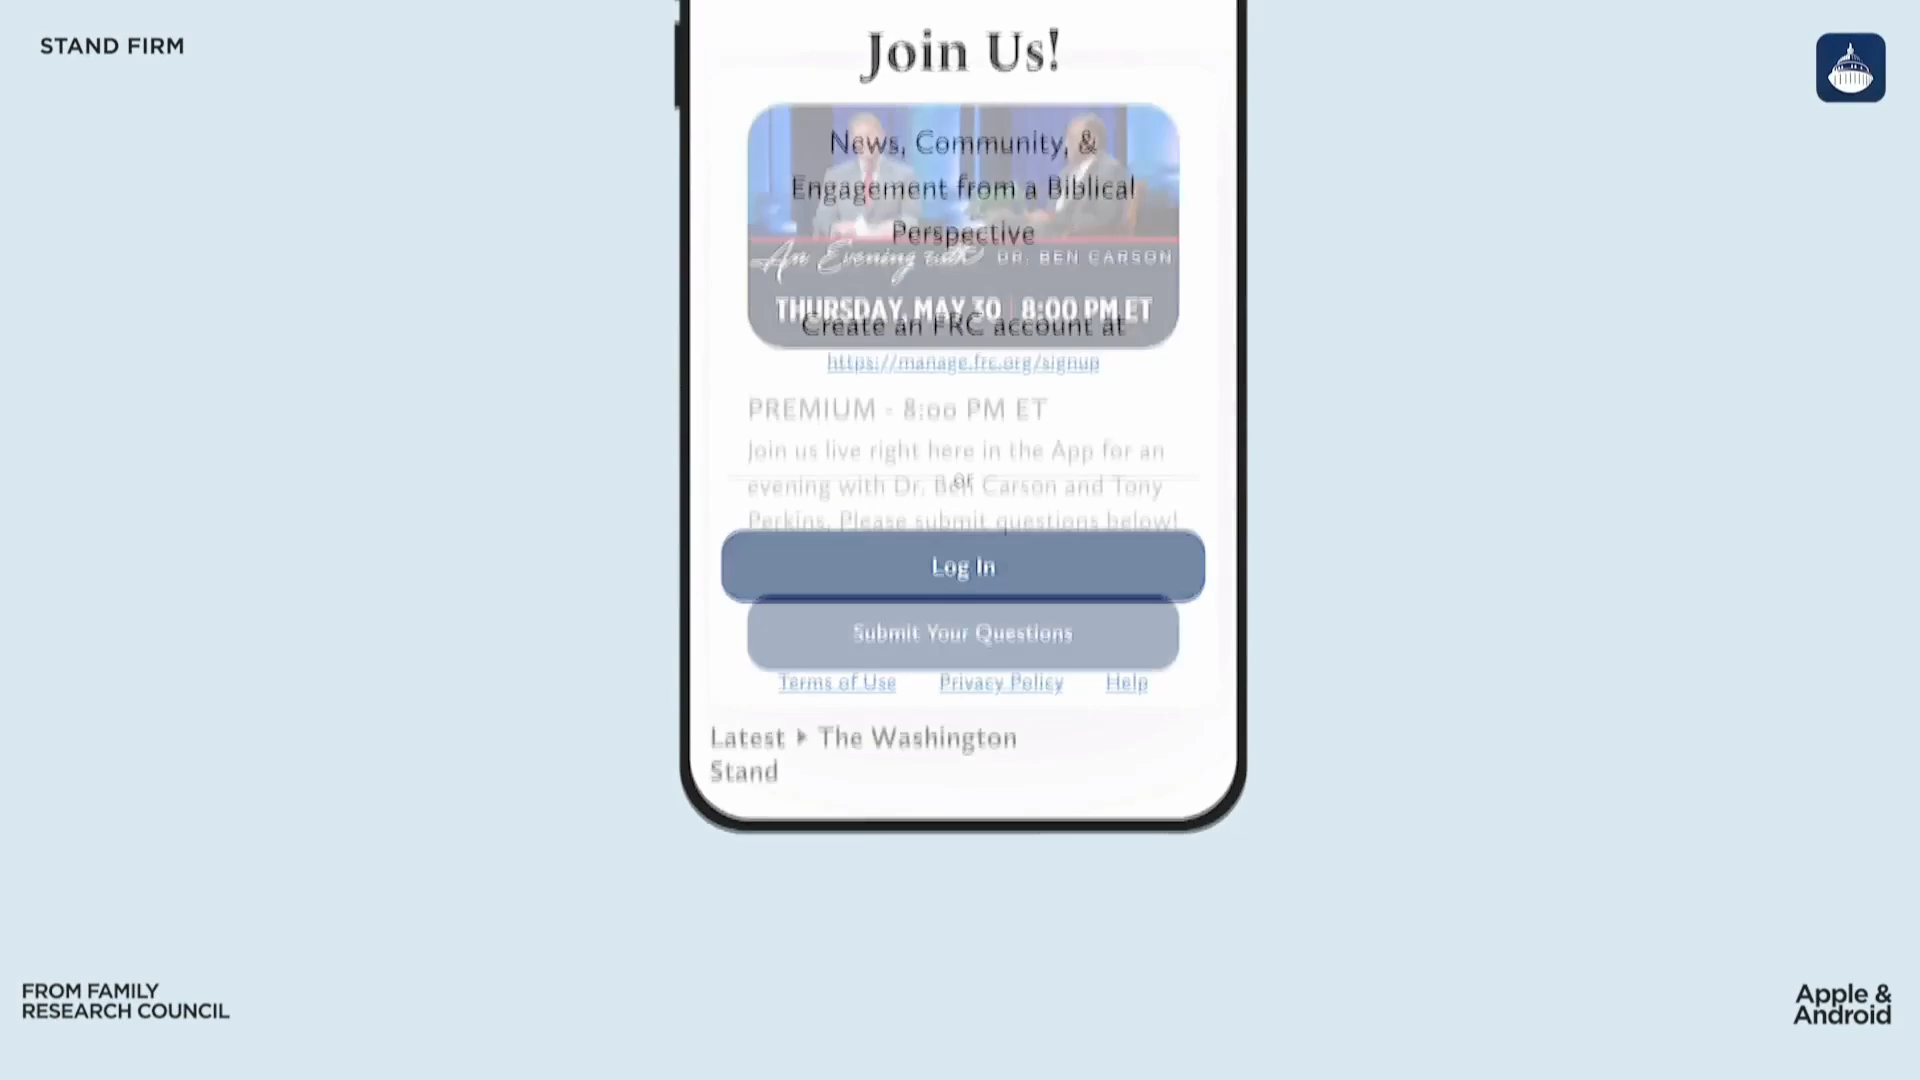 STAND FIRM
Join Us!
News, Community, &
Engagement from a Biblical
Perspective
An Evening with DR. BEN CARSON
THURSDAY, MAY 30 | 8:00 PM ET
Create an FRC account at
https://manage.frc.org/signup
PREMIUM - 8:00 PM ET
Join us live right here in the App for an
or
evening with Dr. Ben Carson and Tony
Perkins. Please submit questions below!
Log In
Submit Your Questions
Terms of Use Privacy Policy Help
Latest ▸ The Washington
Stand
FROM FAMILY
RESEARCH COUNCIL
Apple &
Android